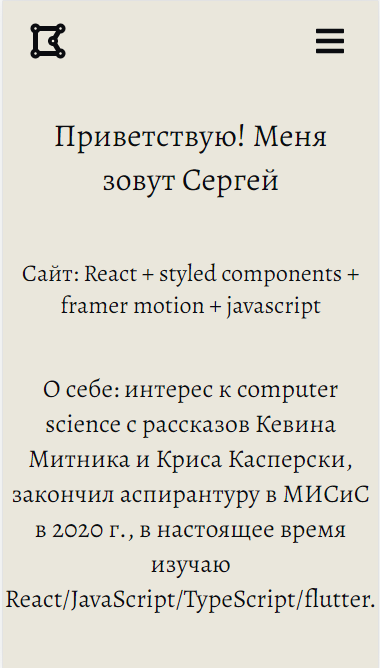 Приветствую! Меня
зовут Сергей
Сайт: React + styled components +
framer motion + javascript
О себе: интерес к computer
science с рассказов Кевина
Митника и Криса Касперски,
закончил аспирантуру в МИСиС
в 2020 г., в настоящее время
изучаю
React/JavaScript/TypeScript/flutter.